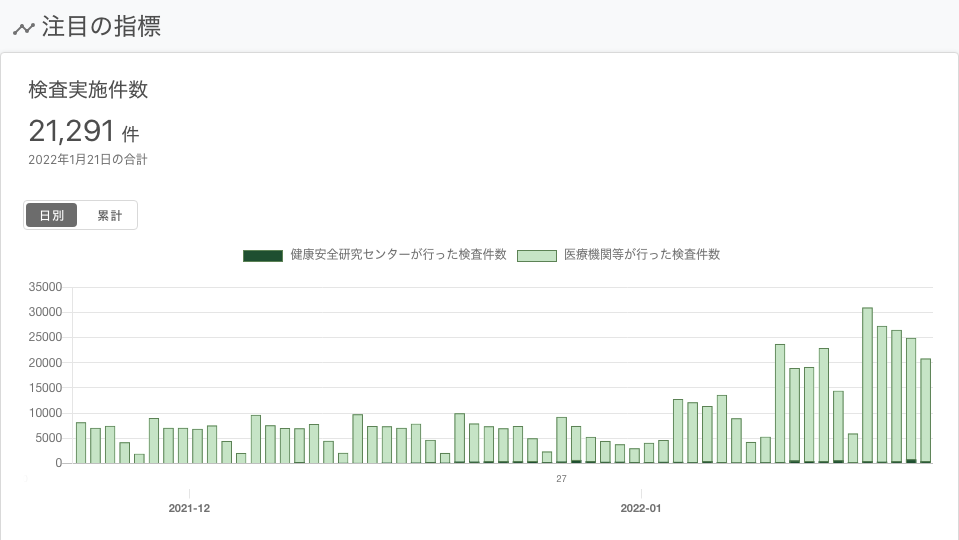 注目の指標
検査実施件数
21,291 件
2022年1月21日の合計
日別 累計
健康安全研究センターが行った検査件数 医療機関等が行った検査件数
35000
30000
25000
20000
15000
10000
5000
0
27
2021-12 2022-01